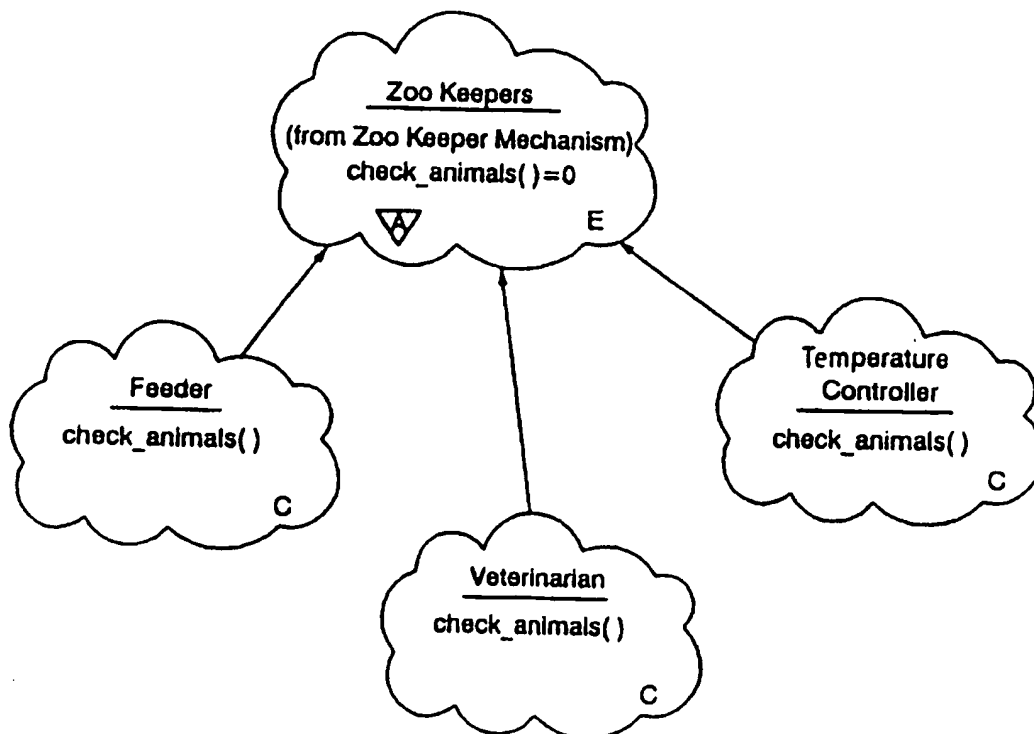 Zoo Keepers
(from Zoo Keeper Mechanism)
check_animals()=0
A
E
Feeder
check_animals()
C
Temperature
Controller
check_animals()
C
Veterinarian
check_animals()
C